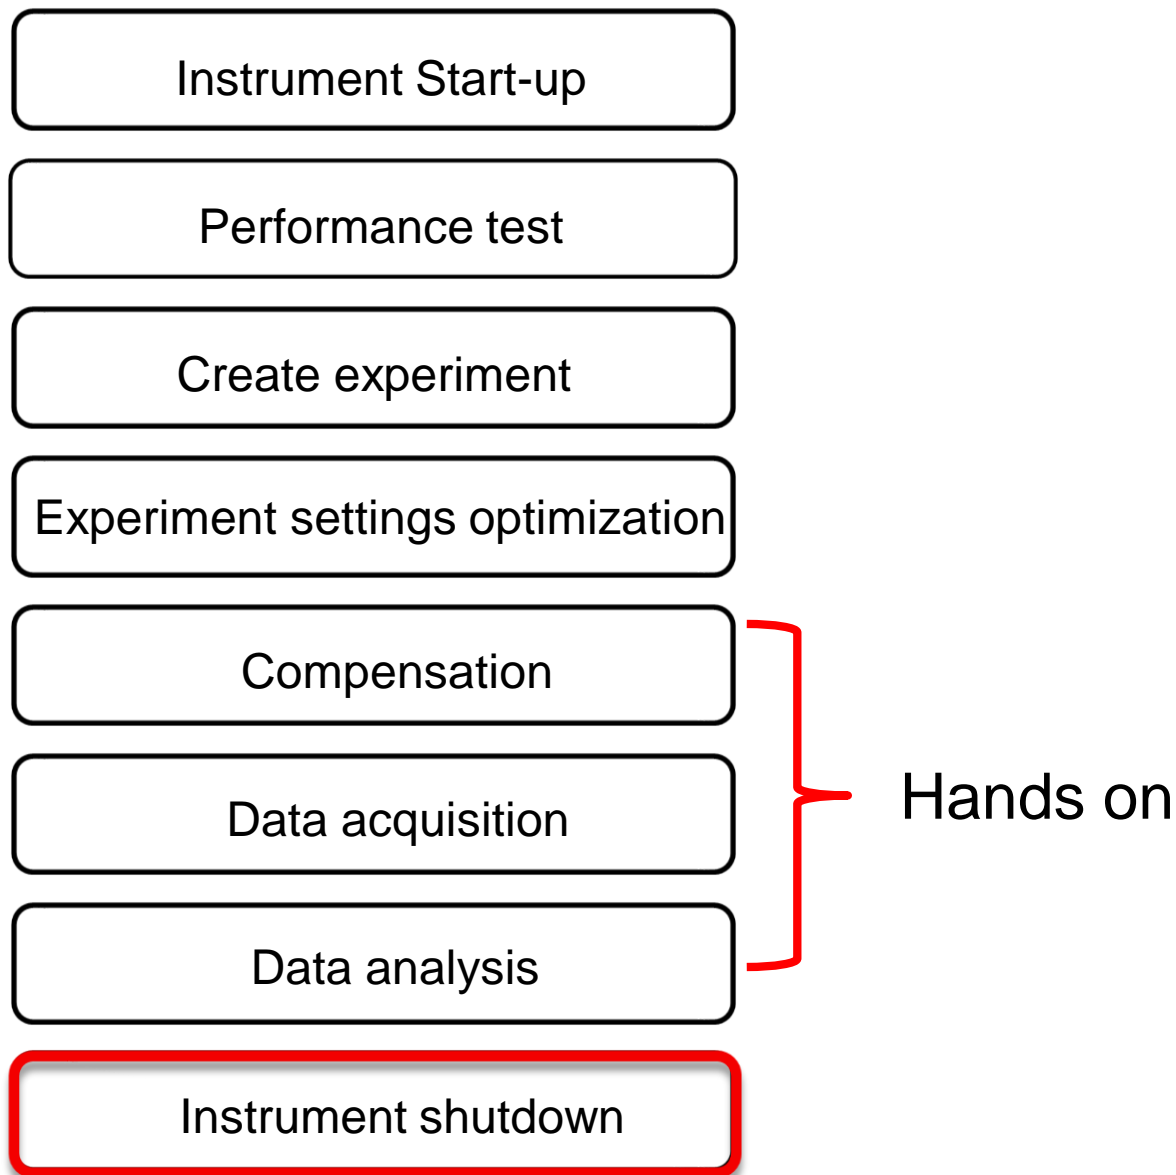 Instrument Start-up
Performance test
Create experiment
Experiment settings optimization
Compensation
Data acquisition
Hands on
Data analysis
Instrument shutdown